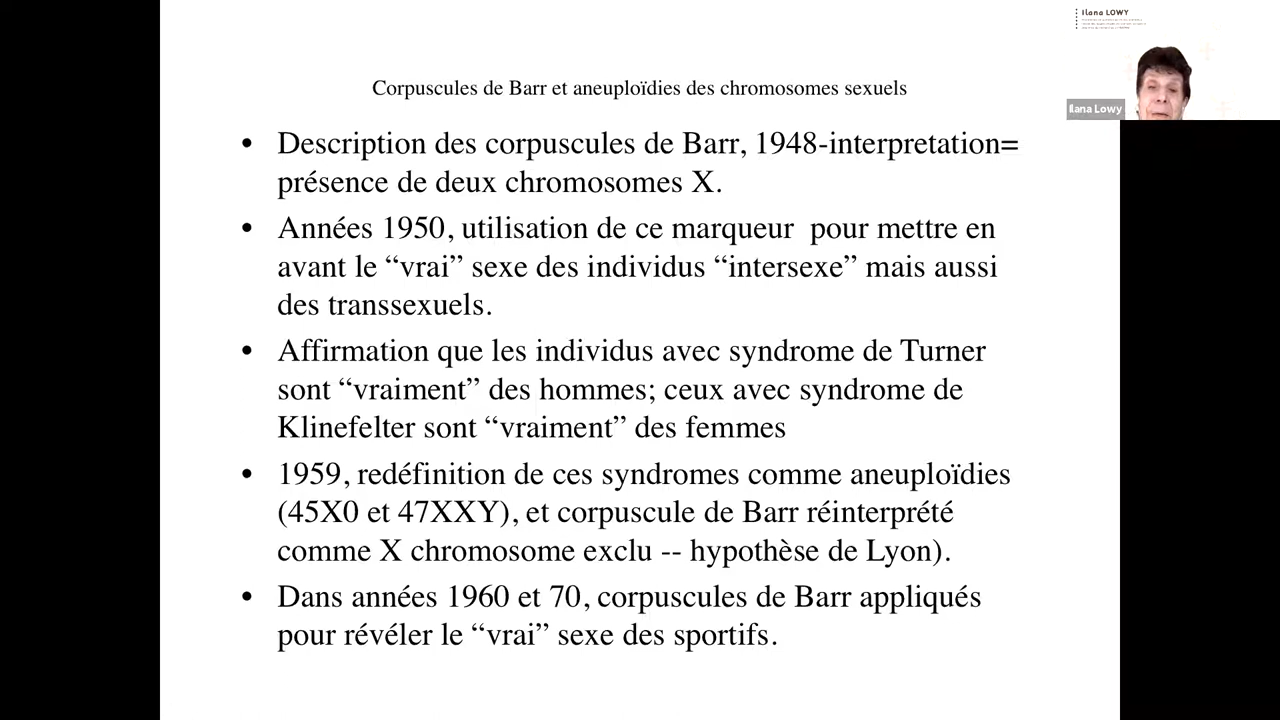 Ilana LOWY
Ilana Lowy
Corpuscules de Barr et aneuploïdies des chromosomes sexuels
• Description des corpuscules de Barr, 1948-interpretation=
présence de deux chromosomes X.
• Années 1950, utilisation de ce marqueur pour mettre en
avant le “vrai” sexe des individus “intersexe” mais aussi
des transsexuels.
• Affirmation que les individus avec syndrome de Turner
sont “vraiment” des hommes; ceux avec syndrome de
Klinefelter sont “vraiment” des femmes
• 1959, redéfinition de ces syndromes comme aneuploïdies
(45X0 et 47XXY), et corpuscule de Barr réinterprété
comme X chromosome exclu -- hypothèse de Lyon).
• Dans années 1960 et 70, corpuscules de Barr appliqués
pour révéler le “vrai” sexe des sportifs.